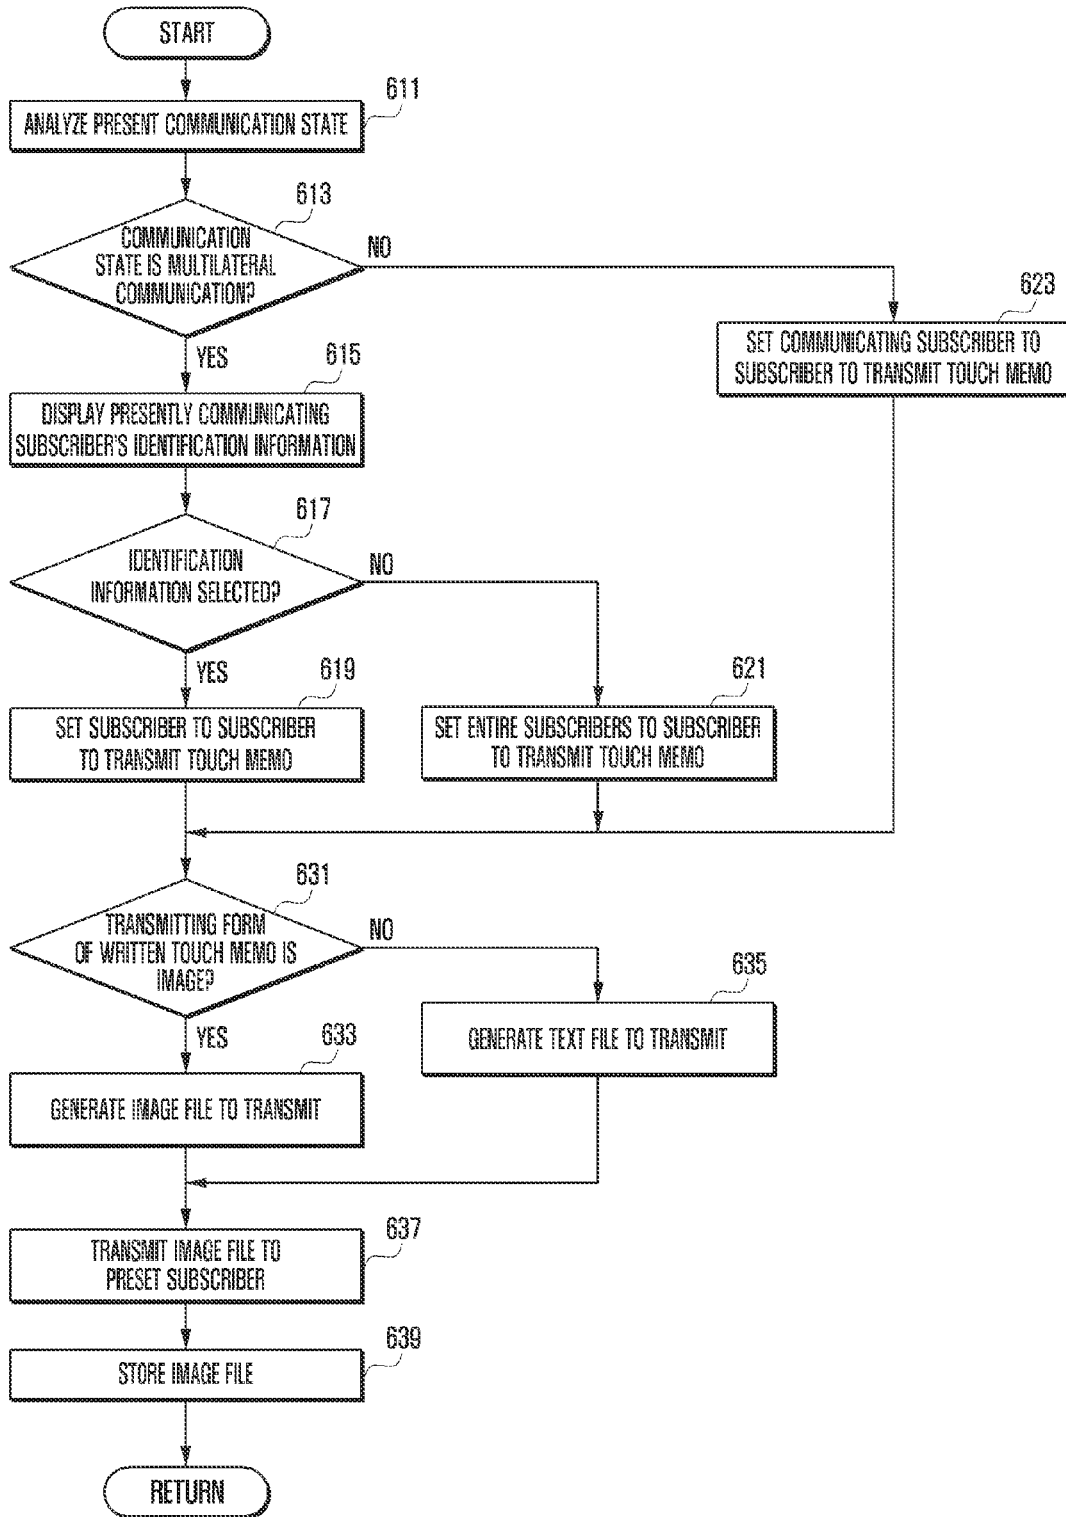 START
611
ANALYZE PRESENT COMMUNICATION STATE
613
COMMUNICATION
STATE IS MULTILATERAL
COMMUNICATION?
NO
623
SET COMMUNICATING SUBSCRIBER TO
SUBSCRIBER TO TRANSMIT TOUCH MEMO
YES
615
DISPLAY PRESENTLY COMMUNICATING
SUBSCRIBER'S IDENTIFICATION INFORMATION
617
IDENTIFICATION
INFORMATION SELECTED?
NO
YES
619
SET SUBSCRIBER TO SUBSCRIBER
TO TRANSMIT TOUCH MEMO
621
SET ENTIRE SUBSCRIBERS TO SUBSCRIBER
TO TRANSMIT TOUCH MEMO
631
TRANSMITTING FORM
OF WRITTEN TOUCH MEMO IS
IMAGE?
NO
635
GENERATE TEXT FILE TO TRANSMIT
YES
633
GENERATE IMAGE FILE TO TRANSMIT
637
TRANSMIT IMAGE FILE TO
PRESET SUBSCRIBER
639
STORE IMAGE FILE
RETURN